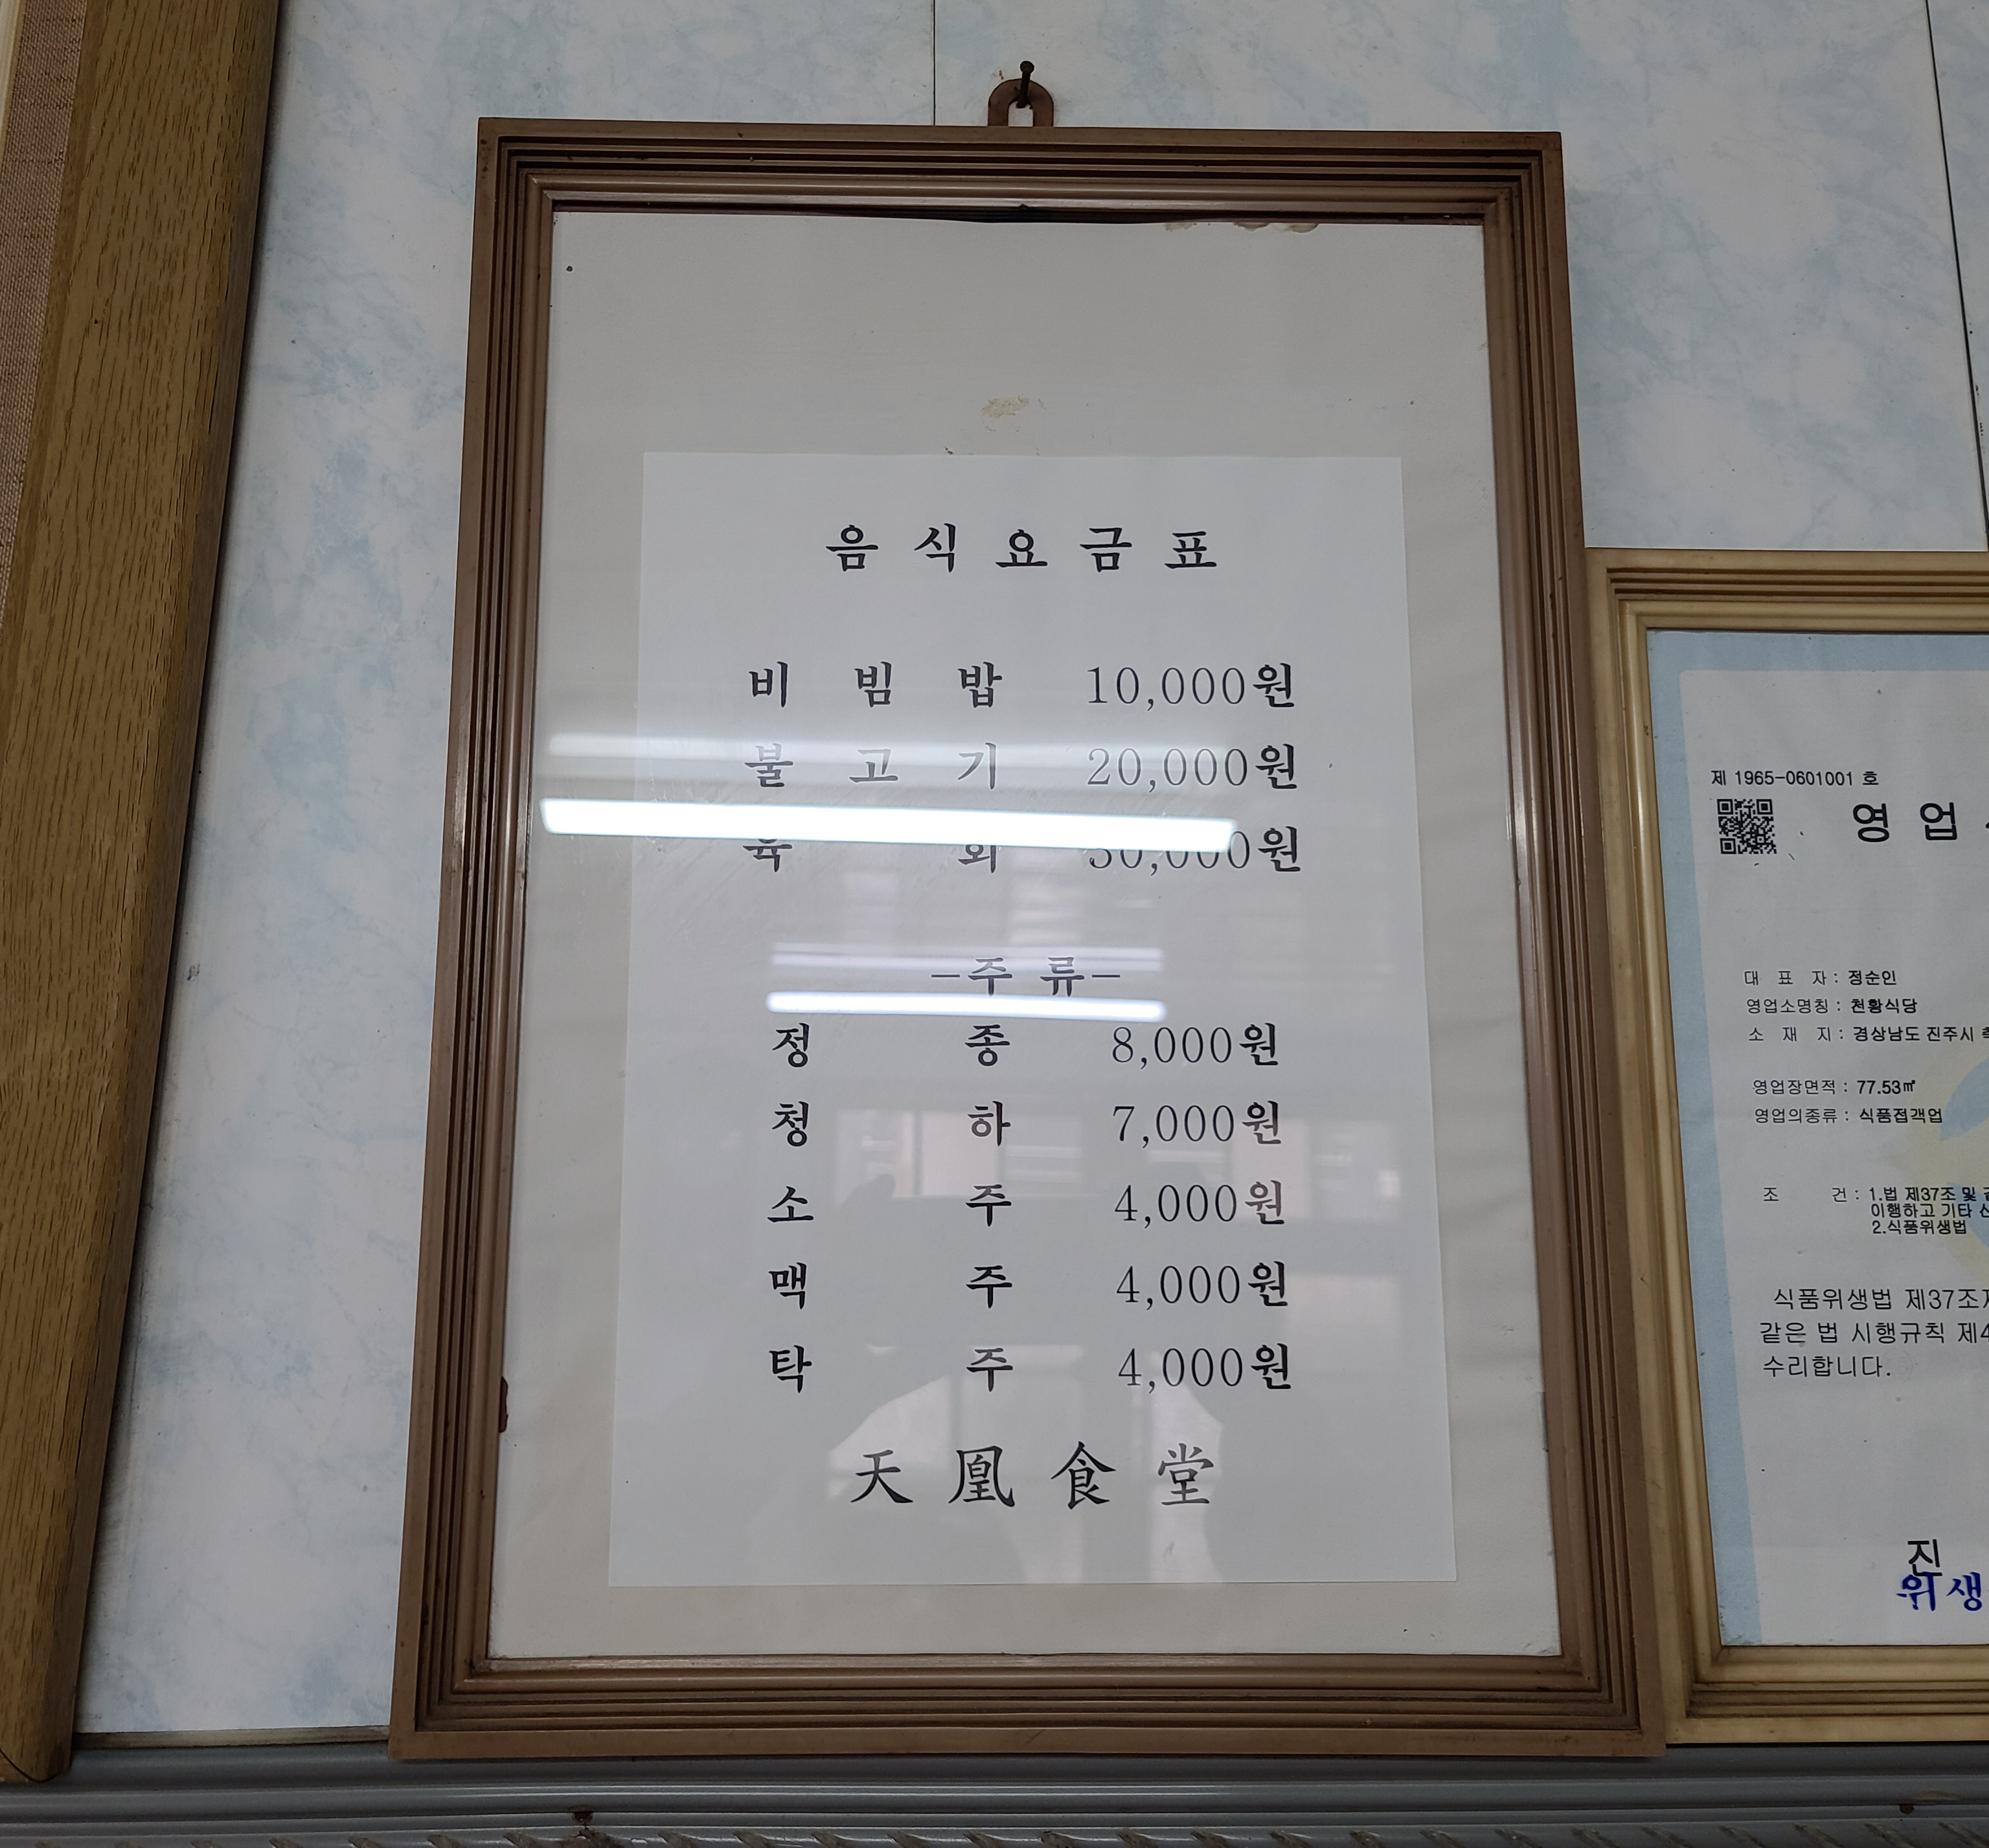 음식요금표
비빔밥 10,000원
불고기 20,000원
육회
-주류-
정종 8,000원
청하 7,000원
소주 4,000원
맥주 4,000원
탁주 4,000원
天凰食堂
제 1965-0601001 호
영업
대표자 : 정순인
영업소명칭 : 천황식당
소재지 : 경상남도 진주시
영업장면적 : 77.53㎡
영업의종류 : 식품접객업
조건 : 1.법 제37조 및
이행하고 기타
2.식품위생법
식품위생법 제37조
같은 법 시행규칙 제4
수리합니다.
진
위생